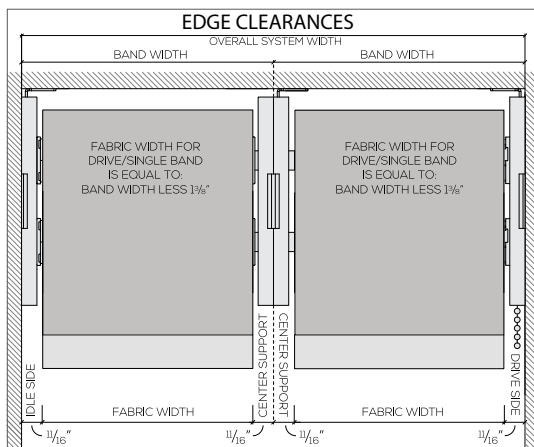 EDGE CLEARANCES
OVERALL SYSTEM WIDTH
BAND WIDTH
BAND WIDTH
FABRIC WIDTH FOR
DRIVE/SINGLE BAND
IS EQUAL TO:
BAND WIDTH LESS 1⅜"
FABRIC WIDTH FOR
DRIVE/SINGLE BAND
IS EQUAL TO:
BAND WIDTH LESS 1⅜"
IDLE SIDE
CENTER SUPPORT
CENTER SUPPORT
DRIVE SIDE
11/16"
FABRIC WIDTH
11/16"
11/16"
FABRIC WIDTH
11/16"